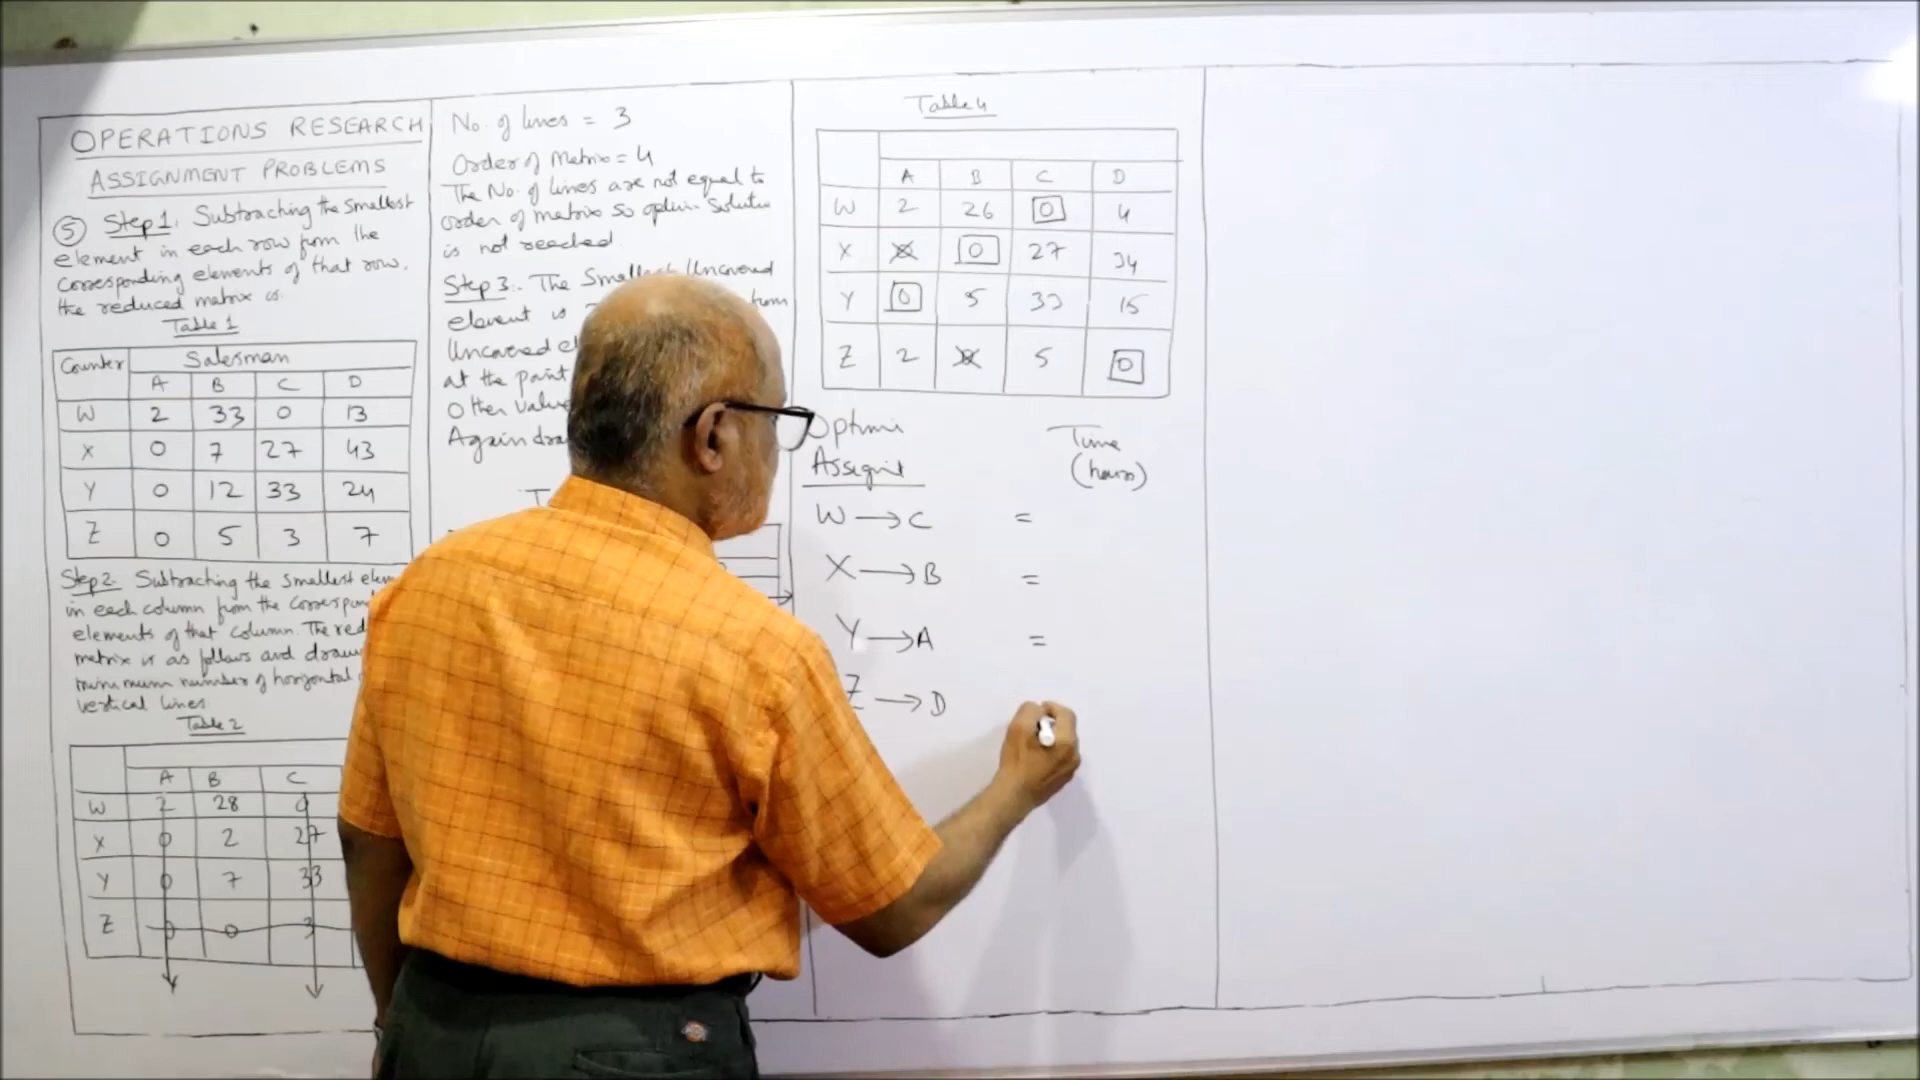 OPERATIONS RESEARCH
ASSIGNMENT PROBLEMS
5 Step 1. Subtracting the smallest
element in each row from the
corresponding elements of that row,
the reduced matrix is.
Table 1
Counter Salesman
A B C D
W 2 33 0 13
X 0 7 27 43
Y 0 12 33 24
Z 0 5 3 7
Step 2. Subtracting the smallest
in each column from the
elements of that column. The
matrix is as follows and
minimum number of horizontal
vertical lines
Table 2
A B C
W 2 28 0
X 0 2 27
Y 0 7 33
Z 0 0 3
No. of lines = 3
Order of Matrix = 4
The No. of lines are not equal to
order of matrix so optim solutio
is not reached.
Step 3. The Smallest Uncovered
element is from
Uncovered
at the point
Other value
Again
Table 4
A B C D
W 2 26 0 4
X 0 0 27 34
Y 0 5 33 15
Z 2 0 5 0
Optimi Time
Assignt (hours)
W → C =
X → B =
Y → A =
Z → D